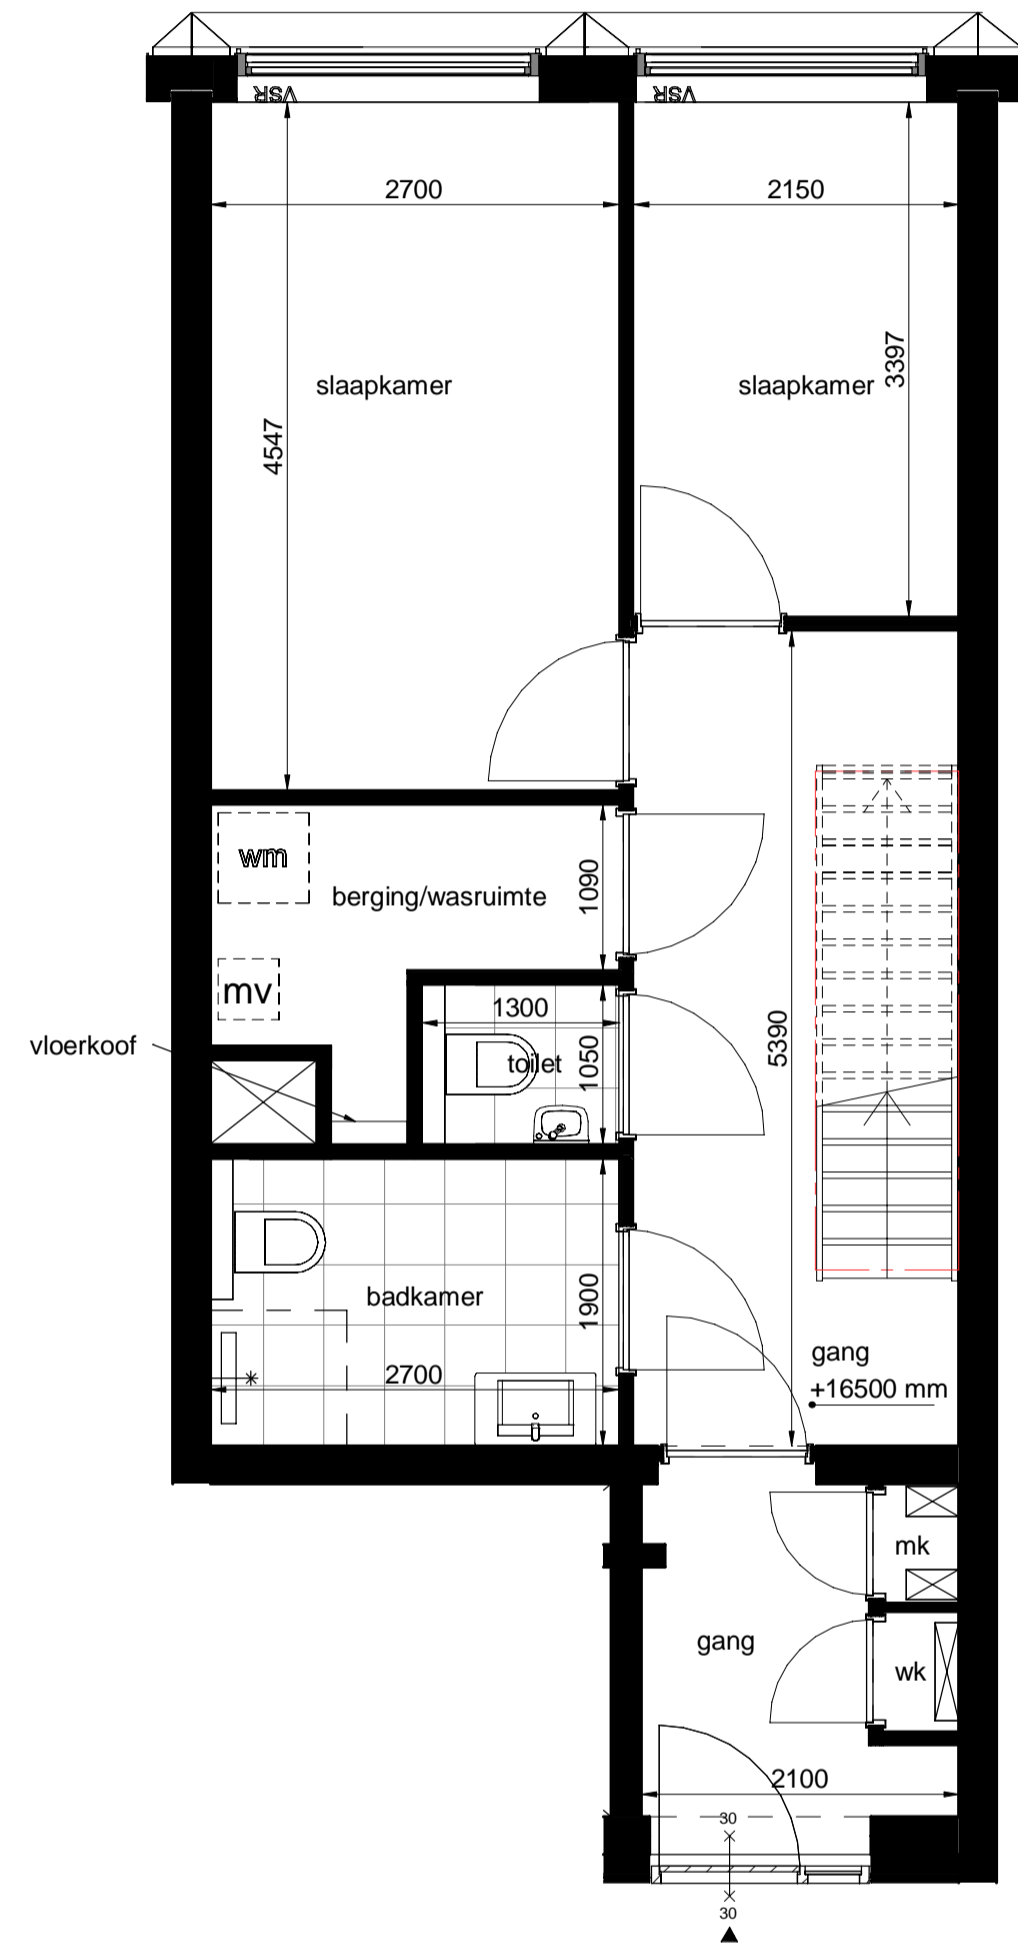 VSR
VSR
2700
2150
3397
slaapkamer
slaapkamer
4547
wm
berging/wasruimte
1090
mv
1300
vloerkoof
toilet
1050
5390
badkamer
1900
2700
gang
+16500 mm
mk
gang
wk
2100
30
30